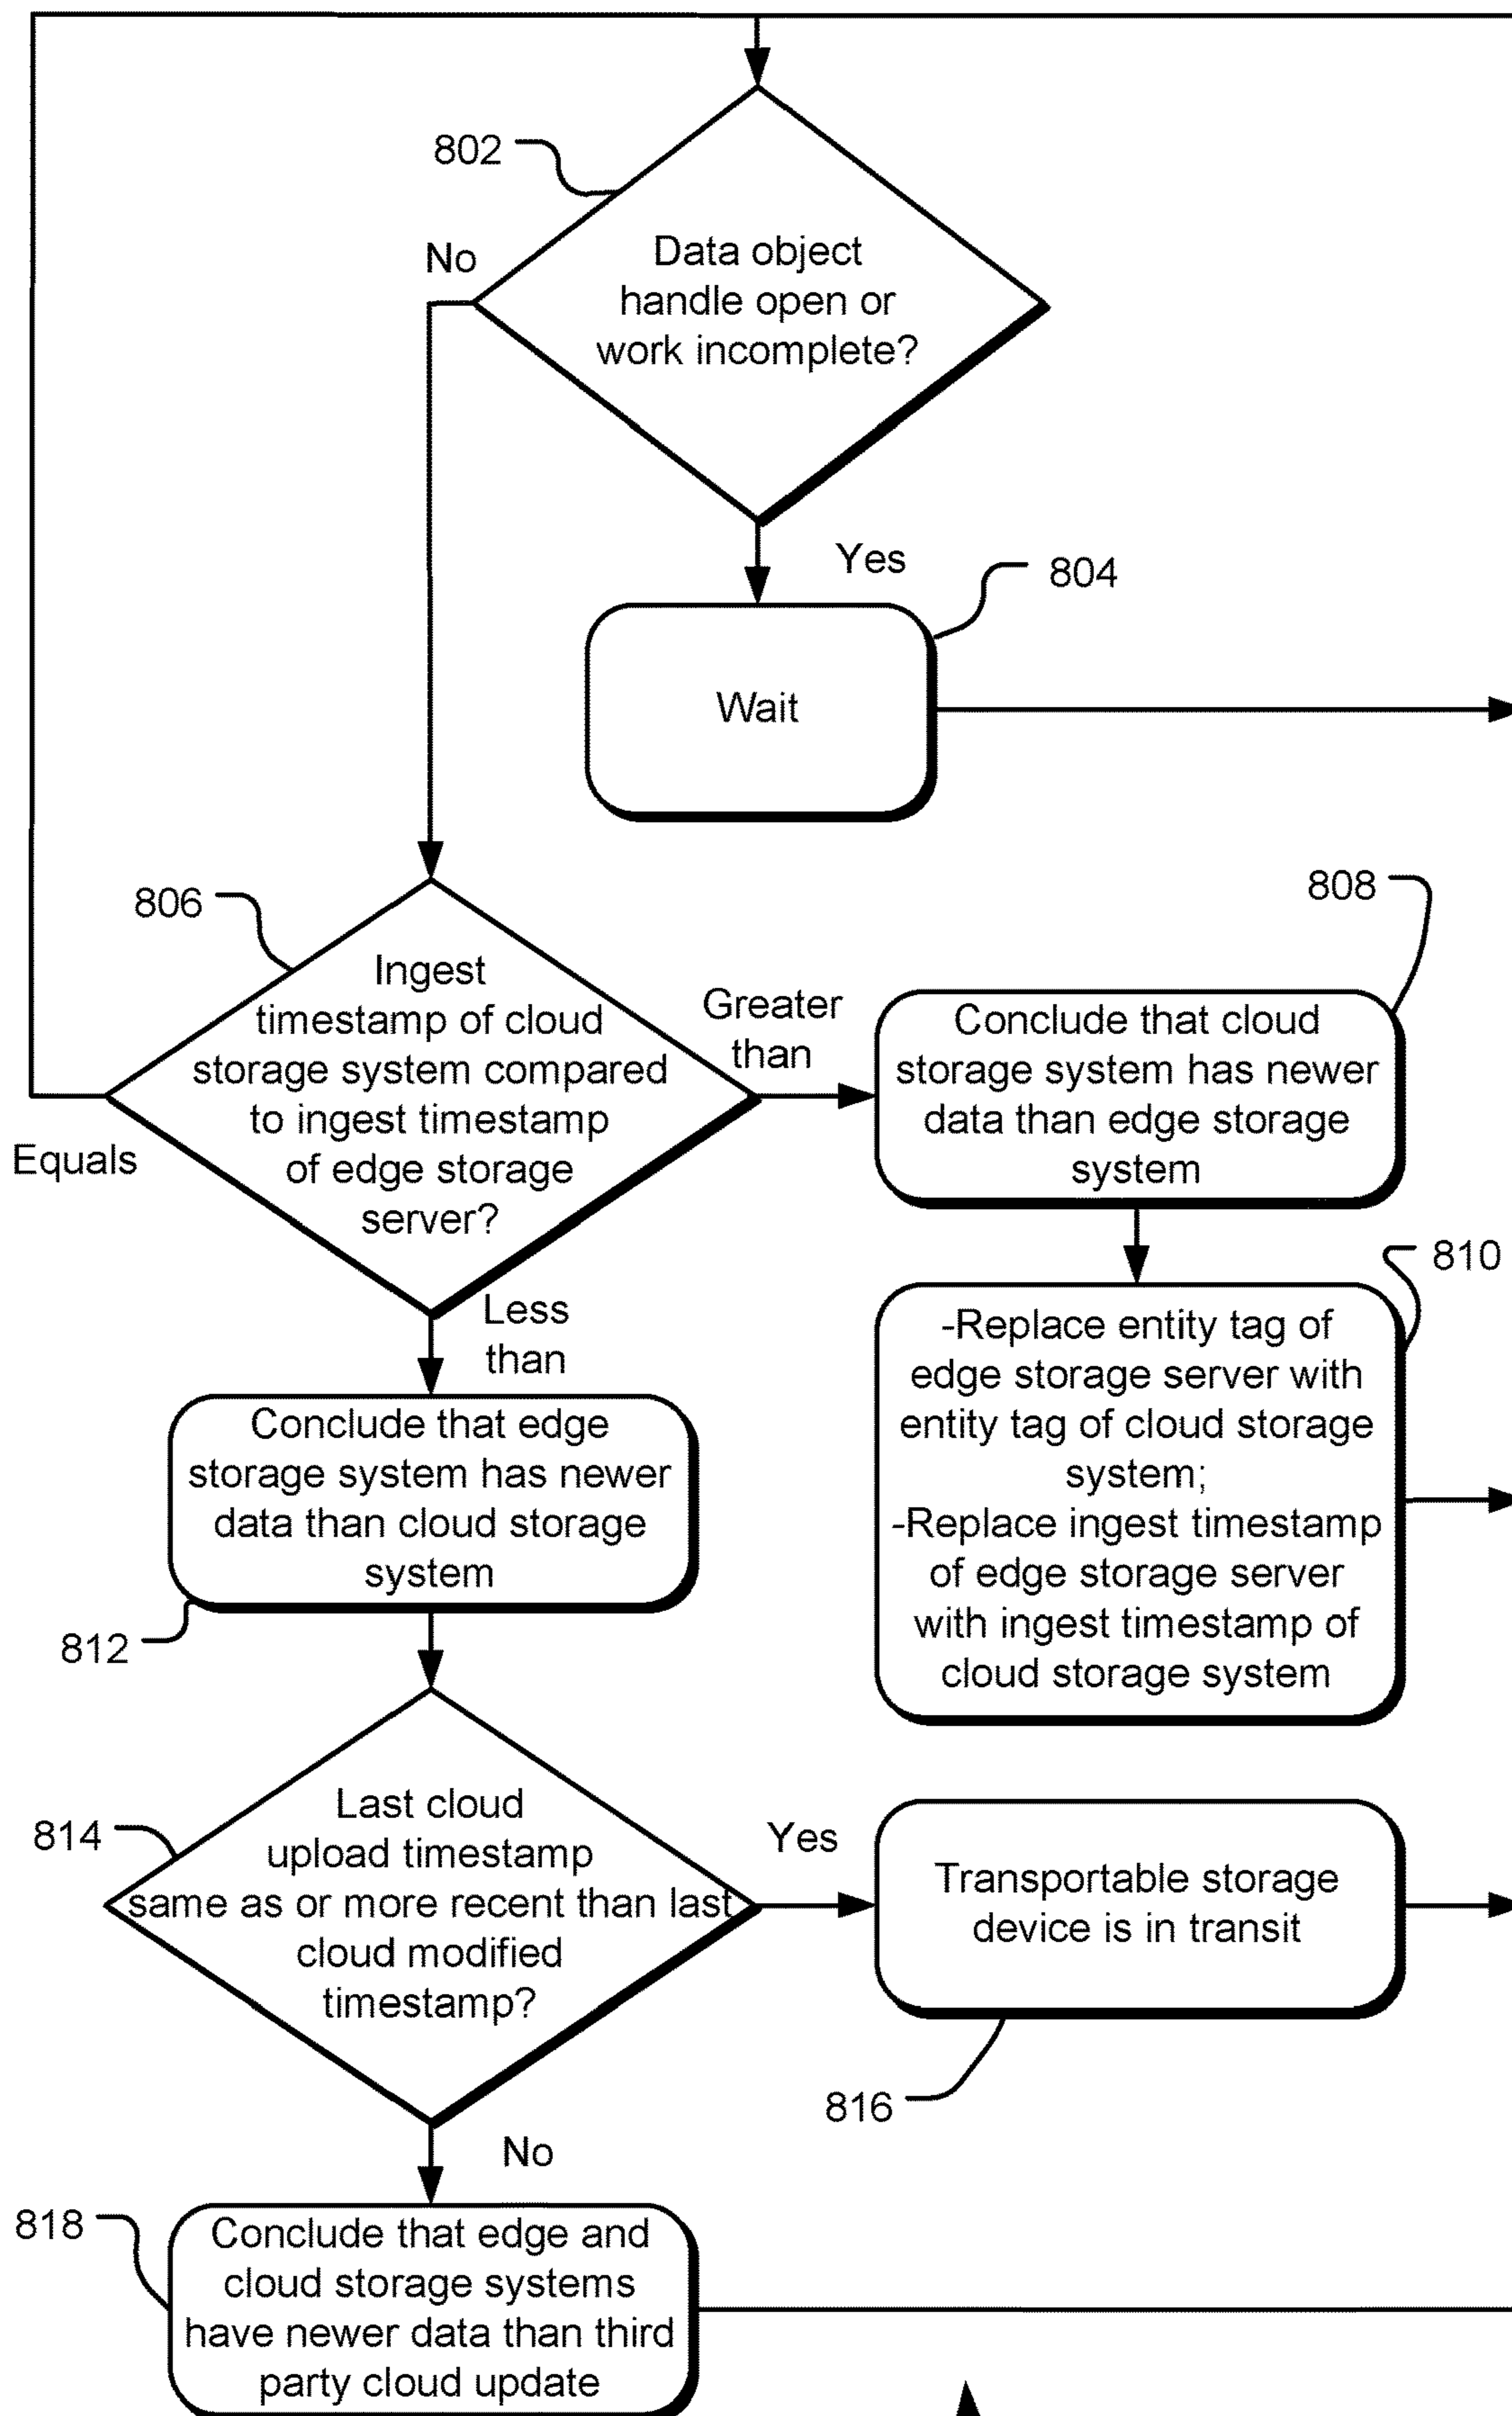 802
No
Data object
handle open or
work incomplete?
Yes
804
Wait
806
Ingest
timestamp of cloud
storage system compared
to ingest timestamp
of edge storage
server?
Equals
Greater
than
808
Conclude that cloud
storage system has newer
data than edge storage
system
810
-Replace entity tag of
edge storage server with
entity tag of cloud storage
system;
-Replace ingest timestamp
of edge storage server
with ingest timestamp of
cloud storage system
Less
than
Conclude that edge
storage system has newer
data than cloud storage
system
812
814
Last cloud
upload timestamp
same as or more recent than last
cloud modified
timestamp?
Yes
Transportable storage
device is in transit
816
No
818
Conclude that edge and
cloud storage systems
have newer data than third
party cloud update